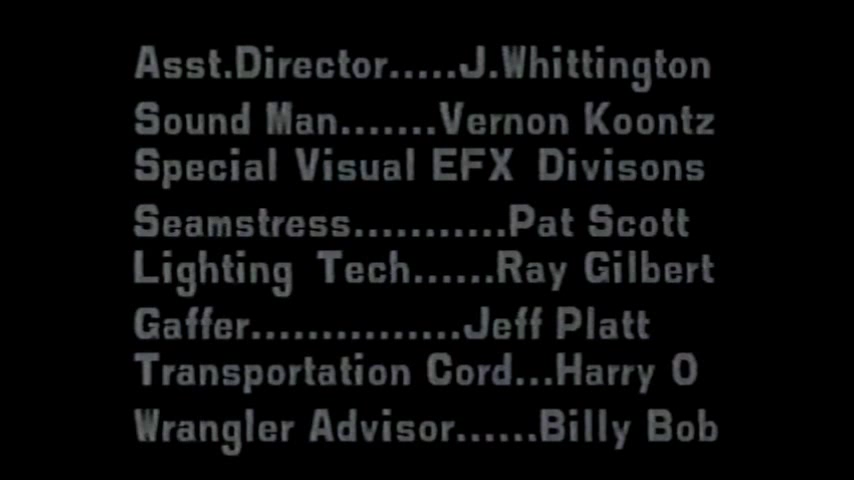 Asst.Director.....J.Whittington
Sound Man.......Vernon Koontz
Special Visual EFX Divisons
Seamstress...........Pat Scott
Lighting Tech......Ray Gilbert
Gaffer...............Jeff Platt
Transportation Cord...Harry O
Wrangler Advisor......Billy Bob